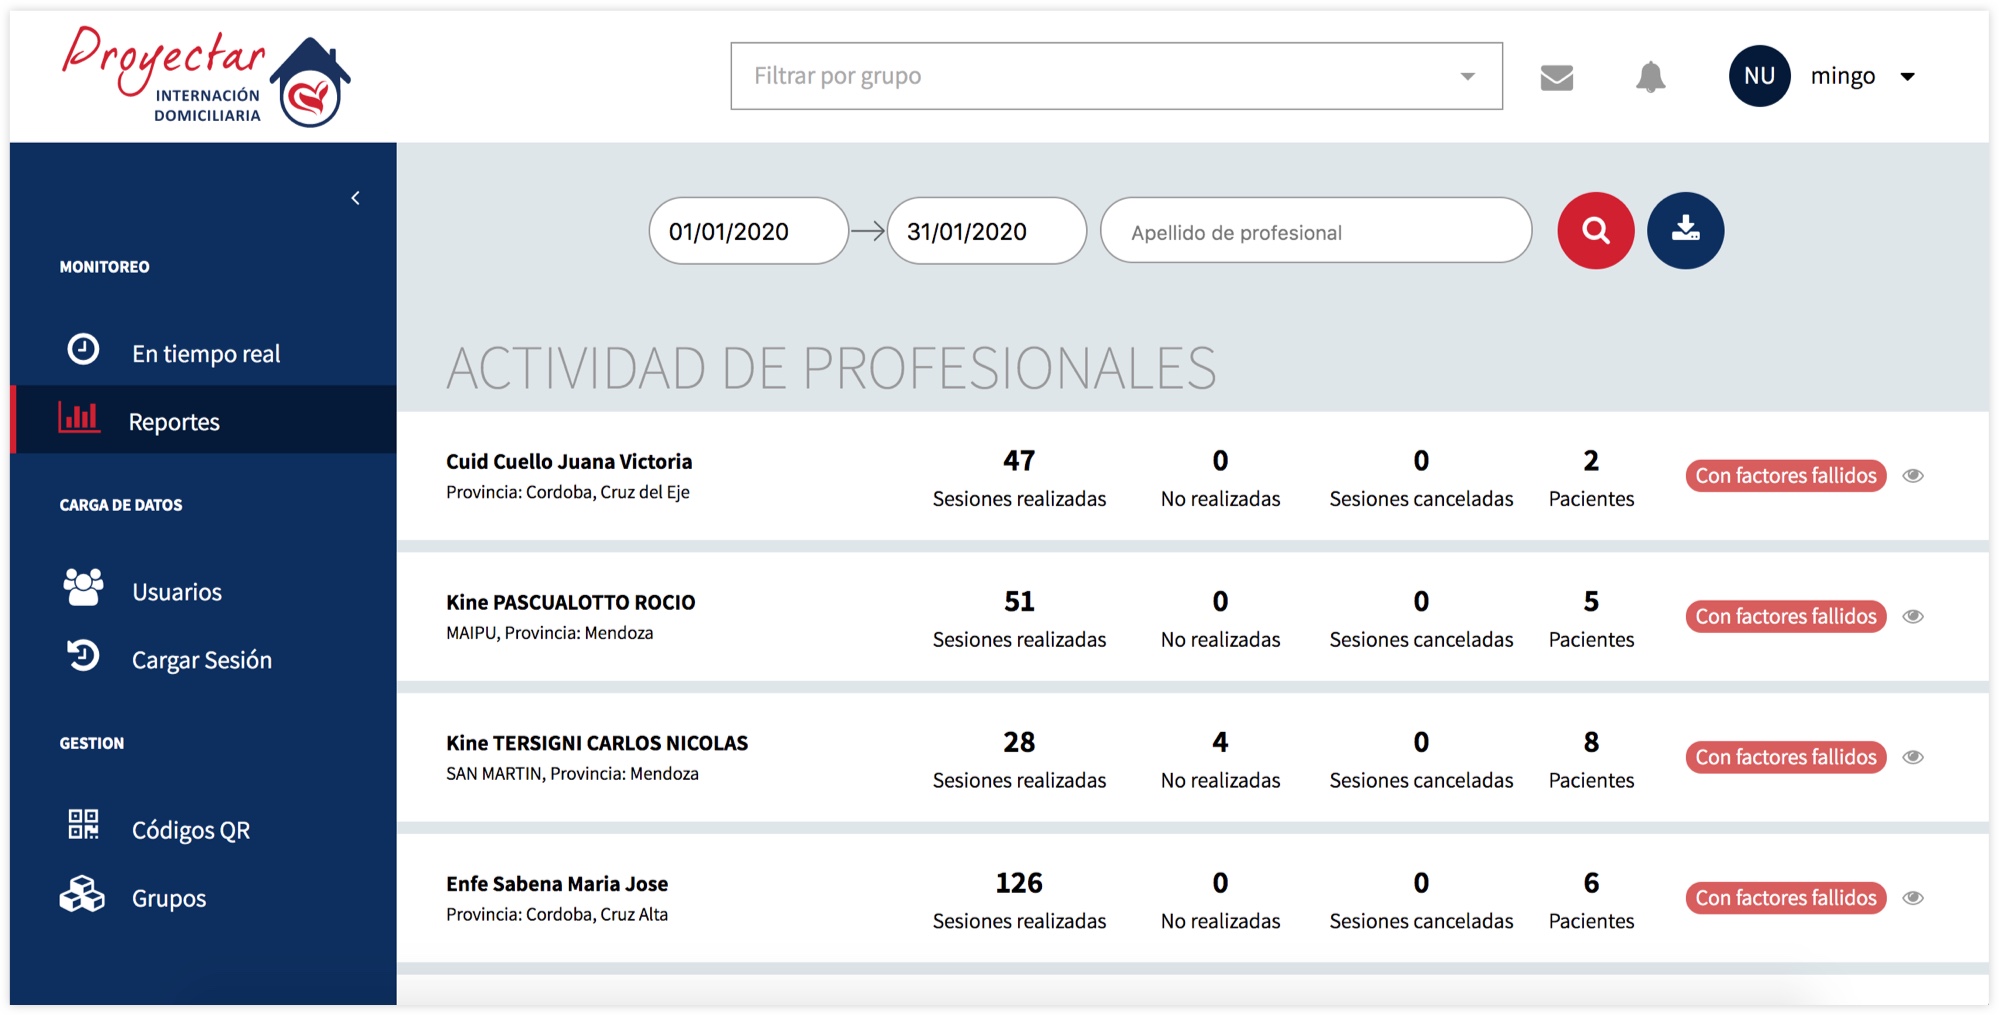 Proyectar
INTERNACIÓN
DOMICILIARIA
Filtrar por grupo
NU
mingo
01/01/2020
31/01/2020
Apellido de profesional
MONITOREO
En tiempo real
Reportes
CARGA DE DATOS
Usuarios
Cargar Sesión
GESTION
Códigos QR
Grupos
ACTIVIDAD DE PROFESIONALES
Cuid Cuello Juana Victoria
Provincia: Cordoba, Cruz del Eje
47
Sesiones realizadas
0
No realizadas
0
Sesiones canceladas
2
Pacientes
Con factores fallidos
Kine PASCUALOTTO ROCIO
MAIPU, Provincia: Mendoza
51
Sesiones realizadas
0
No realizadas
0
Sesiones canceladas
5
Pacientes
Con factores fallidos
Kine TERSIGNI CARLOS NICOLAS
SAN MARTIN, Provincia: Mendoza
28
Sesiones realizadas
4
No realizadas
0
Sesiones canceladas
8
Pacientes
Con factores fallidos
Enfe Sabena Maria Jose
Provincia: Cordoba, Cruz Alta
126
Sesiones realizadas
0
No realizadas
0
Sesiones canceladas
6
Pacientes
Con factores fallidos